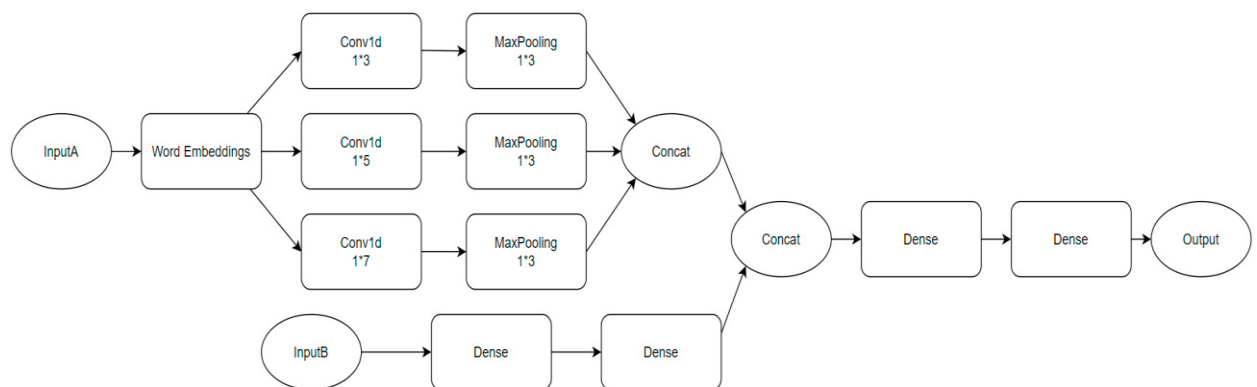 InputA
Word Embeddings
Conv1d
1*3
MaxPooling
1*3
Conv1d
1*5
MaxPooling
1*3
Conv1d
1*7
MaxPooling
1*3
Concat
InputB
Dense
Dense
Concat
Dense
Dense
Output